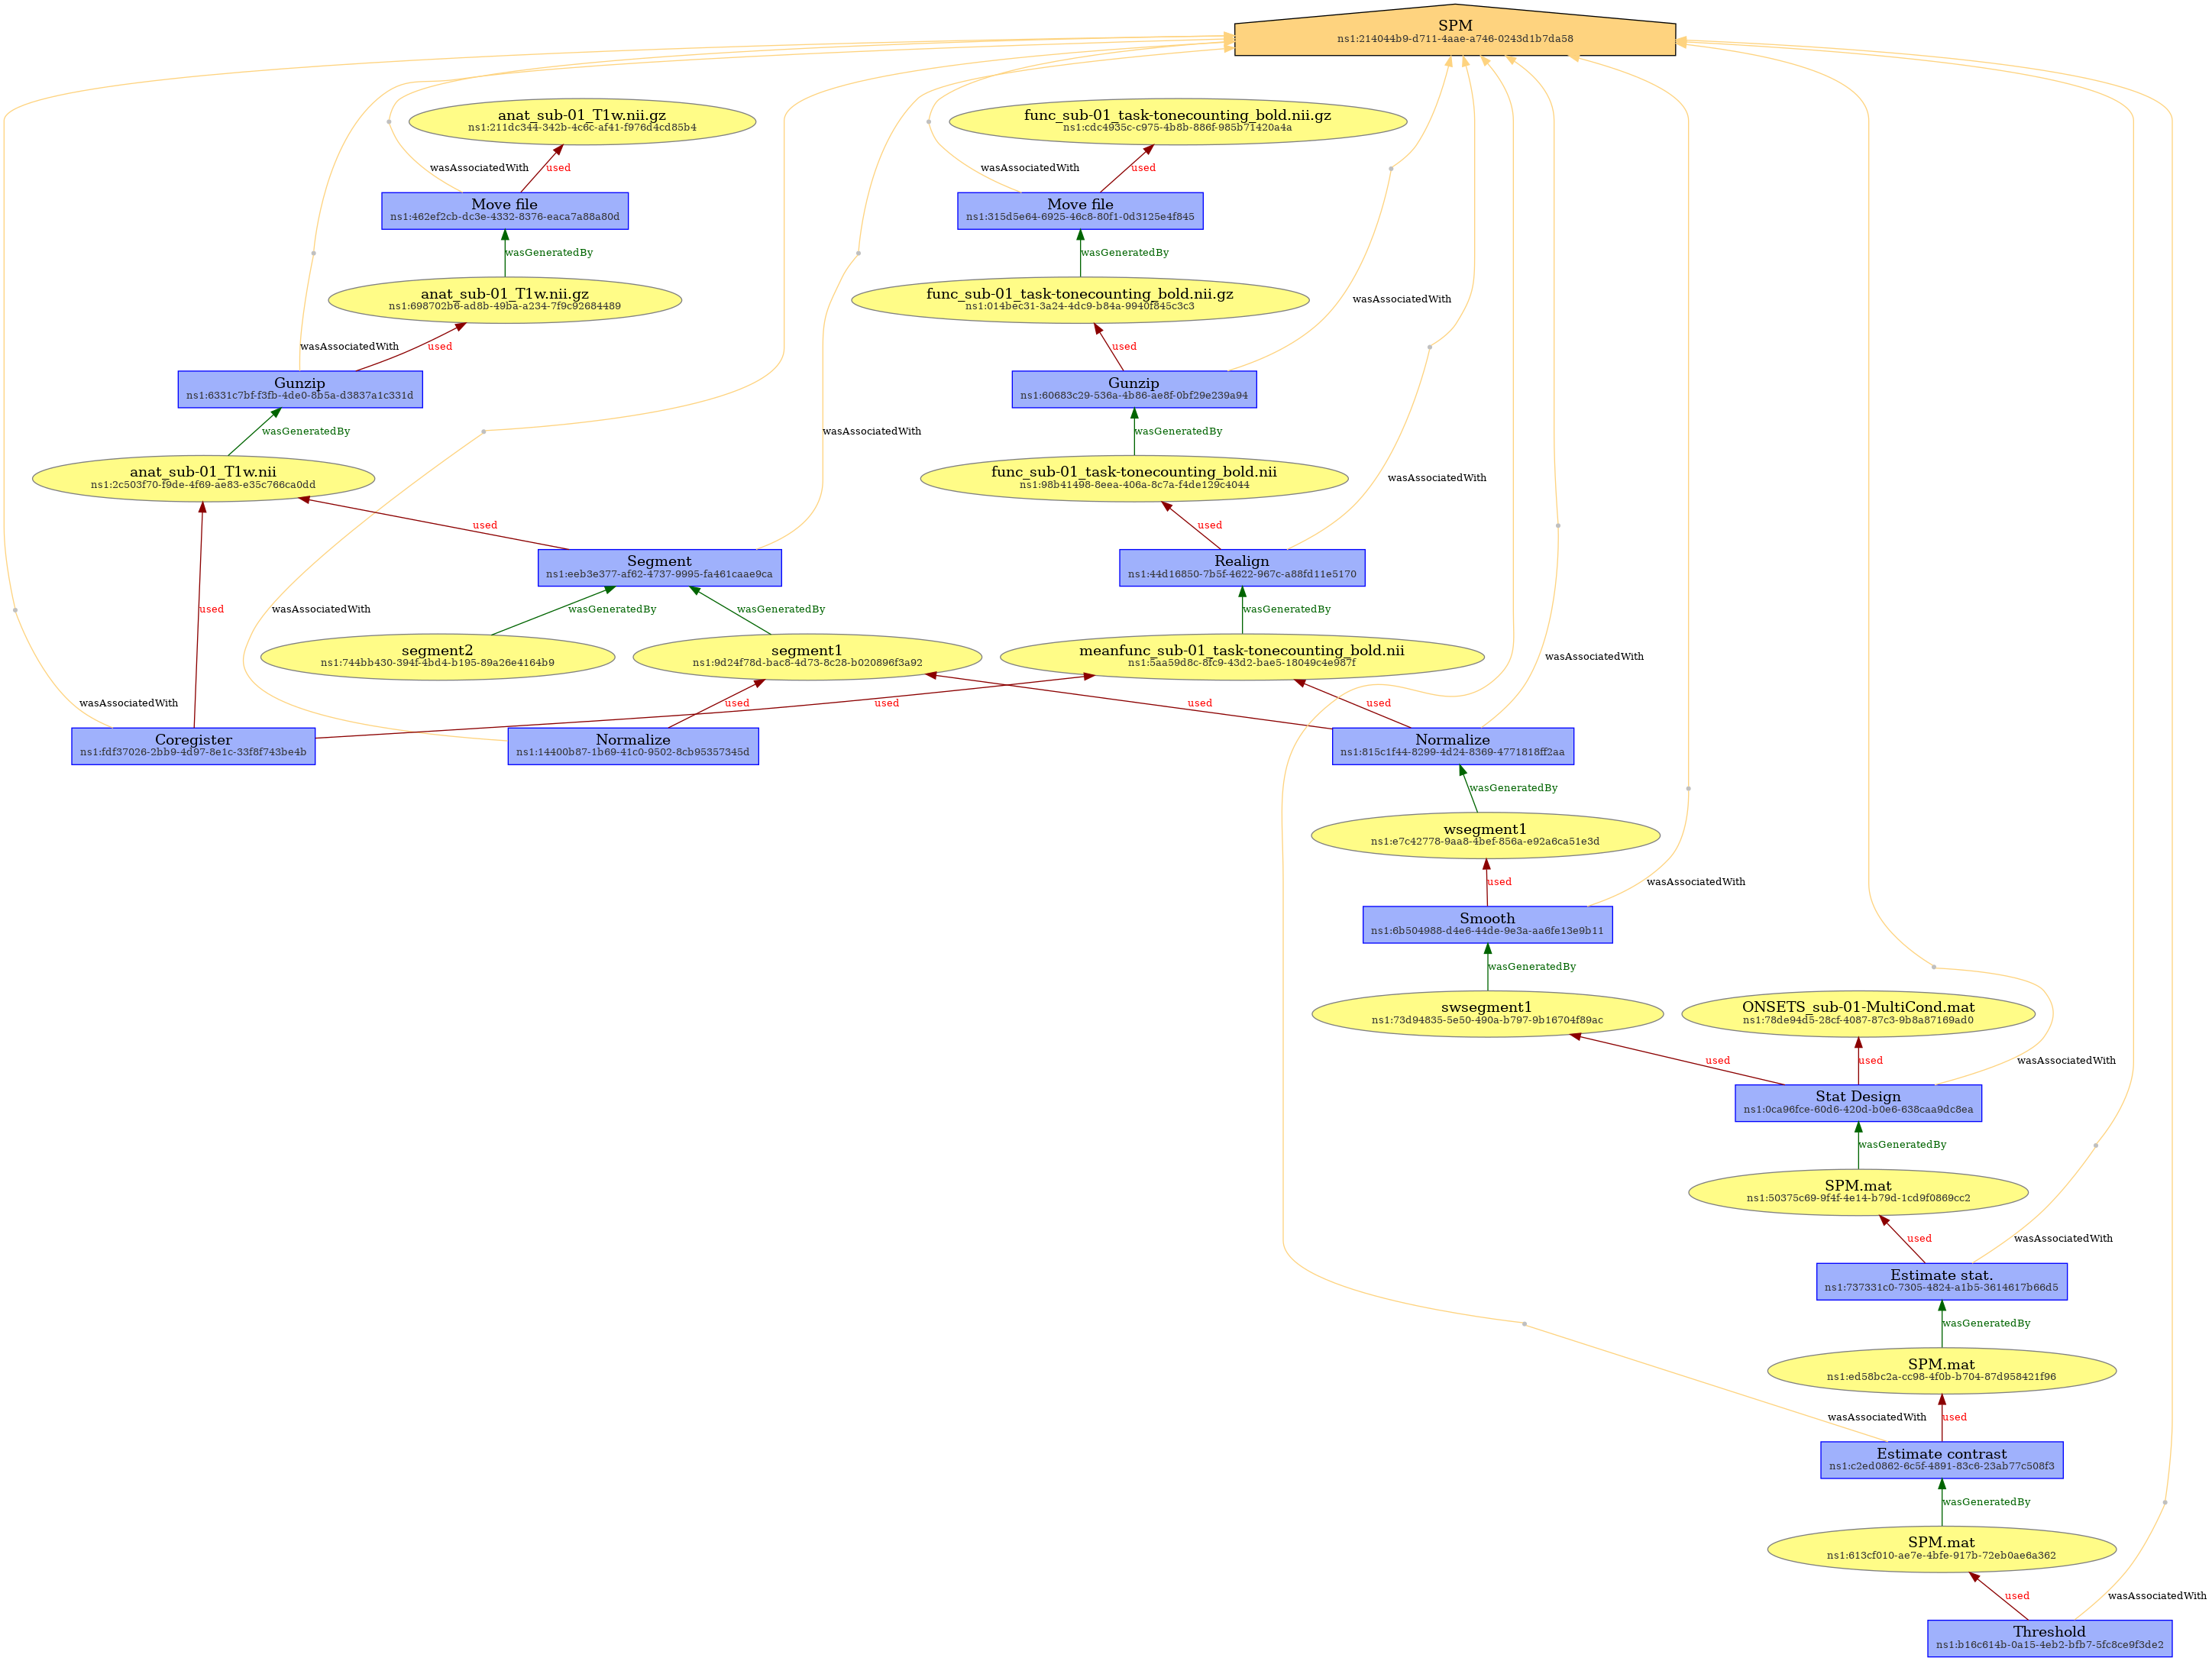 SPM
ns1:214044b9-d711-4aae-a746-0243d1b7da58
anat_sub-01_T1w.nii.gz
ns1:211dc344-342b-4c6c-af41-f976d4cd85b4
func_sub-01_task-tonecounting_bold.nii.gz
ns1:cdc4935c-c975-4b8b-886f-985b71420a4a
wasAssociatedWith
used
wasAssociatedWith
used
Move file
ns1:462ef2cb-dc3e-4332-8376-eaca7a88a80d
Move file
ns1:315d5e64-6925-46c8-80f1-0d3125e4f845
wasGeneratedBy
wasGeneratedBy
anat_sub-01_T1w.nii.gz
ns1:698702b6-ad8b-49ba-a234-7f9c92684489
func_sub-01_task-tonecounting_bold.nii.gz
ns1:014bec31-3a24-4dc9-b84a-9940f845c3c3
wasAssociatedWith
wasAssociatedWith
used
used
Gunzip
ns1:6331c7bf-f3fb-4de0-8b5a-d3837a1c331d
Gunzip
ns1:60683c29-536a-4b86-ae8f-0bf29e239a94
wasGeneratedBy
wasAssociatedWith
wasGeneratedBy
anat_sub-01_T1w.nii
ns1:2c503f70-f9de-4f69-ae83-e35c766ca0dd
func_sub-01_task-tonecounting_bold.nii
ns1:98b41498-8eea-406a-8c7a-f4de129c4044
wasAssociatedWith
used
used
Segment
ns1:eeb3e377-af62-4737-9995-fa461caae9ca
Realign
ns1:44d16850-7b5f-4622-967c-a88fd11e5170
used
wasAssociatedWith
wasGeneratedBy
wasGeneratedBy
wasGeneratedBy
segment2
ns1:744bb430-394f-4bd4-b195-89a26e4164b9
segment1
ns1:9d24f78d-bac8-4d73-8c28-b020896f3a92
meanfunc_sub-01_task-tonecounting_bold.nii
ns1:5aa59d8c-8fc9-43d2-bae5-18049c4e987f
wasAssociatedWith
wasAssociatedWith
used
used
used
used
Coregister
ns1:fdf37026-2bb9-4d97-8e1c-33f8f743be4b
Normalize
ns1:14400b87-1b69-41c0-9502-8cb95357345d
Normalize
ns1:815c1f44-8299-4d24-8369-4771818ff2aa
wasGeneratedBy
wsegment1
ns1:e7c42778-9aa8-4bef-856a-e92a6ca51e3d
used
wasAssociatedWith
Smooth
ns1:6b504988-d4e6-44de-9e3a-aa6fe13e9b11
wasGeneratedBy
swsegment1
ns1:73d94835-5e50-490a-b797-9b16704f89ac
ONSETS_sub-01-MultiCond.mat
ns1:78de94d5-28cf-4087-87c3-9b8a87169ad0
used
used
wasAssociatedWith
Stat Design
ns1:0ca96fce-60d6-420d-b0e6-638caa9dc8ea
wasGeneratedBy
SPM.mat
ns1:50375c69-9f4f-4e14-b79d-1cd9f0869cc2
used
wasAssociatedWith
Estimate stat.
ns1:737331c0-7305-4824-a1b5-3614617b66d5
wasGeneratedBy
SPM.mat
ns1:ed58bc2a-cc98-4f0b-b704-87d958421f96
wasAssociatedWith
used
Estimate contrast
ns1:c2ed0862-6c5f-4891-83c6-23ab77c508f3
wasGeneratedBy
SPM.mat
ns1:613cf010-ae7e-4bfe-917b-72eb0ae6a362
used
wasAssociatedWith
Threshold
ns1:b16c614b-0a15-4eb2-bfb7-5fc8ce9f3de2